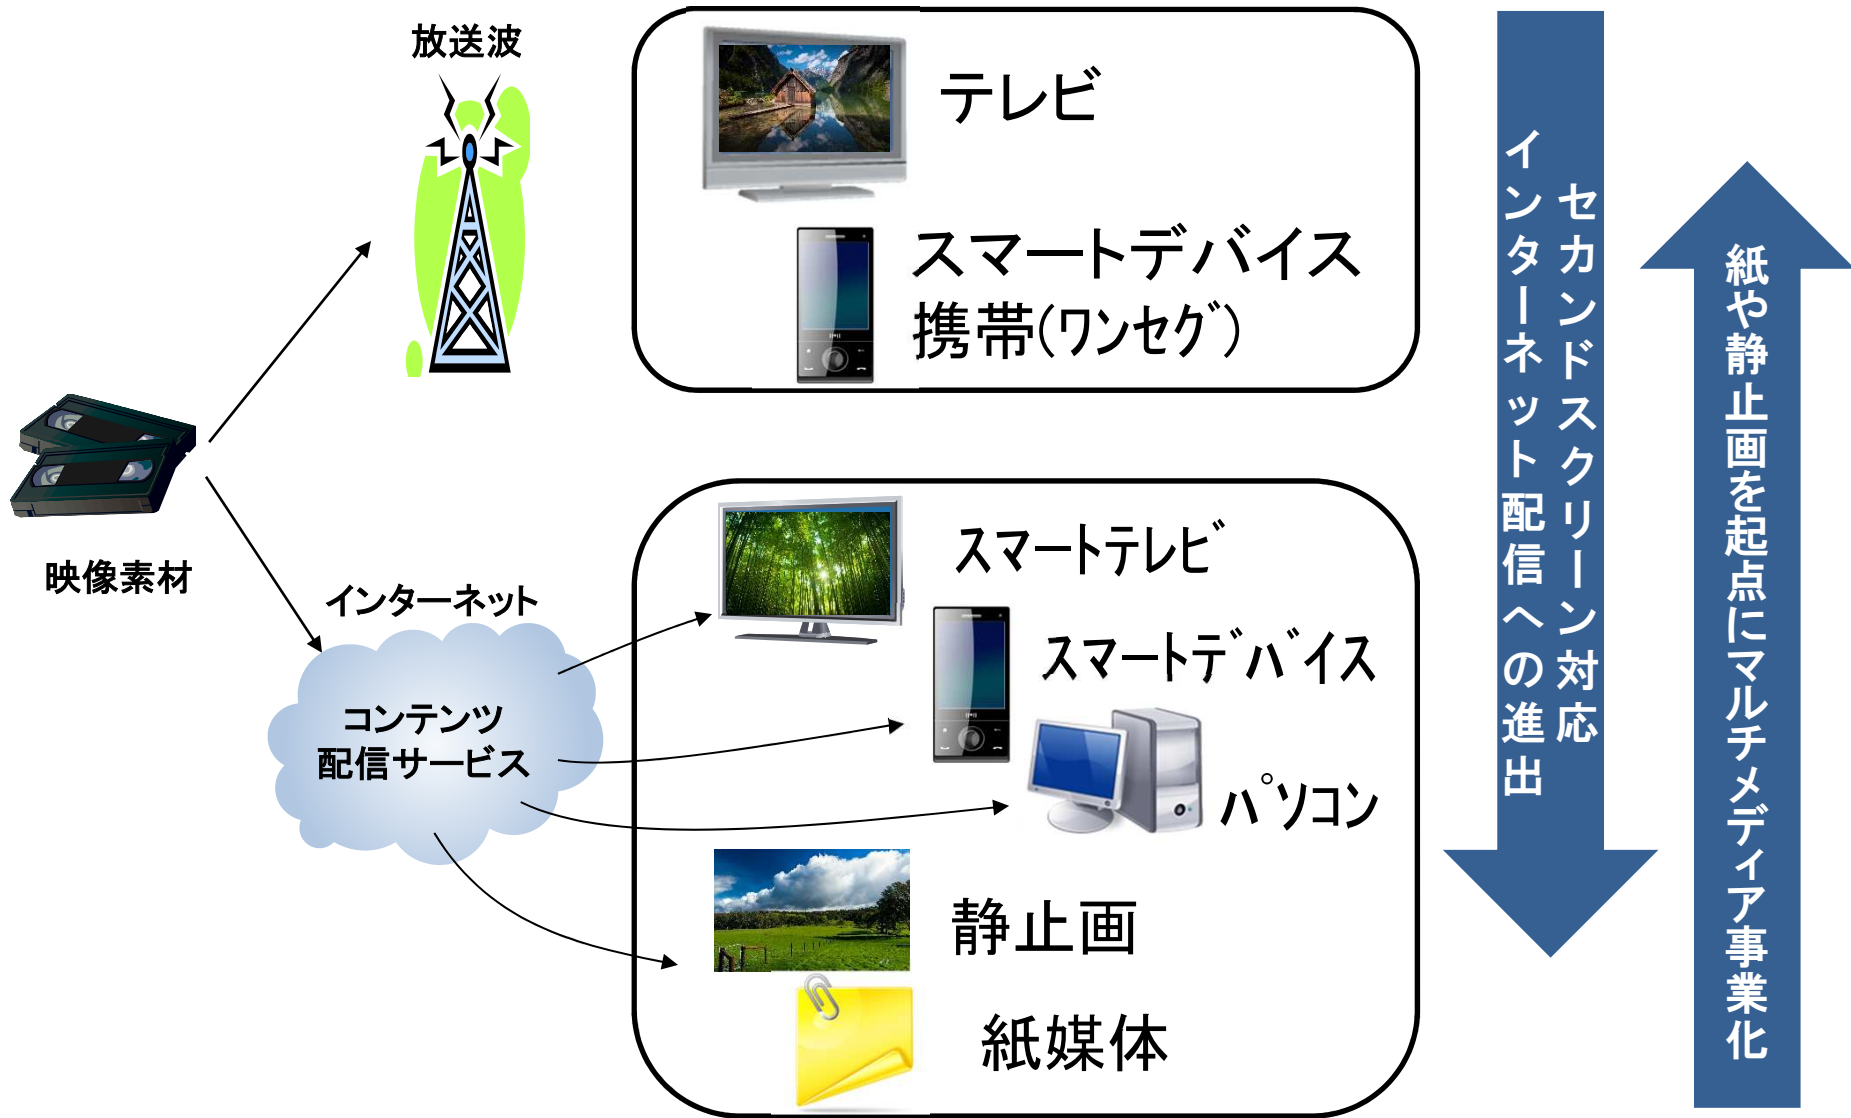 放送波
テレビ
スマートデバイス
携帯(ワンセグ)
映像素材
インターネット
コンテンツ
配信サービス
スマートテレビ
スマートデバイス
パソコン
静止画
紙媒体
セカンドスクリーン対応
インターネット配信への進出
紙や静止画を起点にマルチメディア事業化